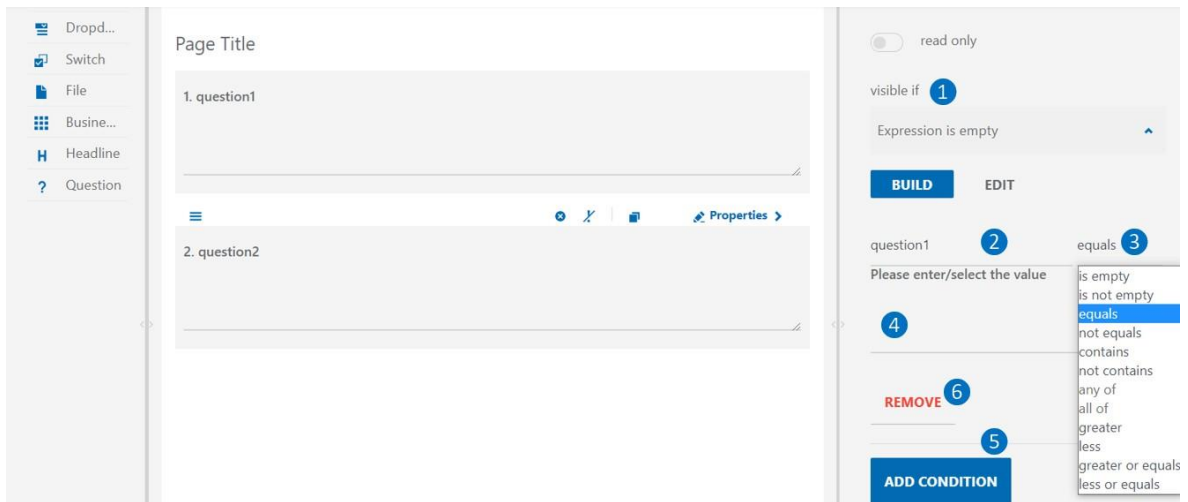 Dropd...
Switch
File
Busine...
H Headline
? Question
Page Title
1. question1
Properties
2. question2
read only
visible if 1
Expression is empty
BUILD EDIT
question1 2 equals 3
Please enter/select the value
4
is empty
is not empty
equals
not equals
contains
not contains
any of
all of
greater
less
greater or equals
less or equals
REMOVE 6
5
ADD CONDITION